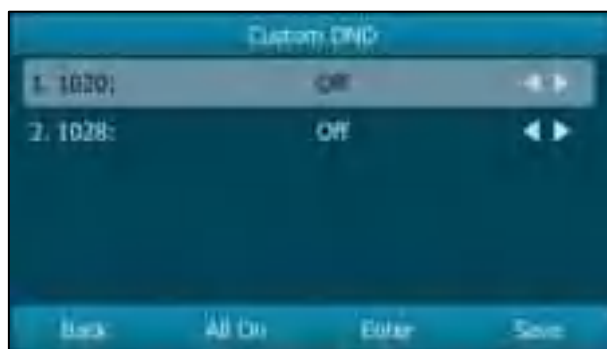 Custom DND
1. 1020: Off
2. 1028: Off
Back All On Enter Save